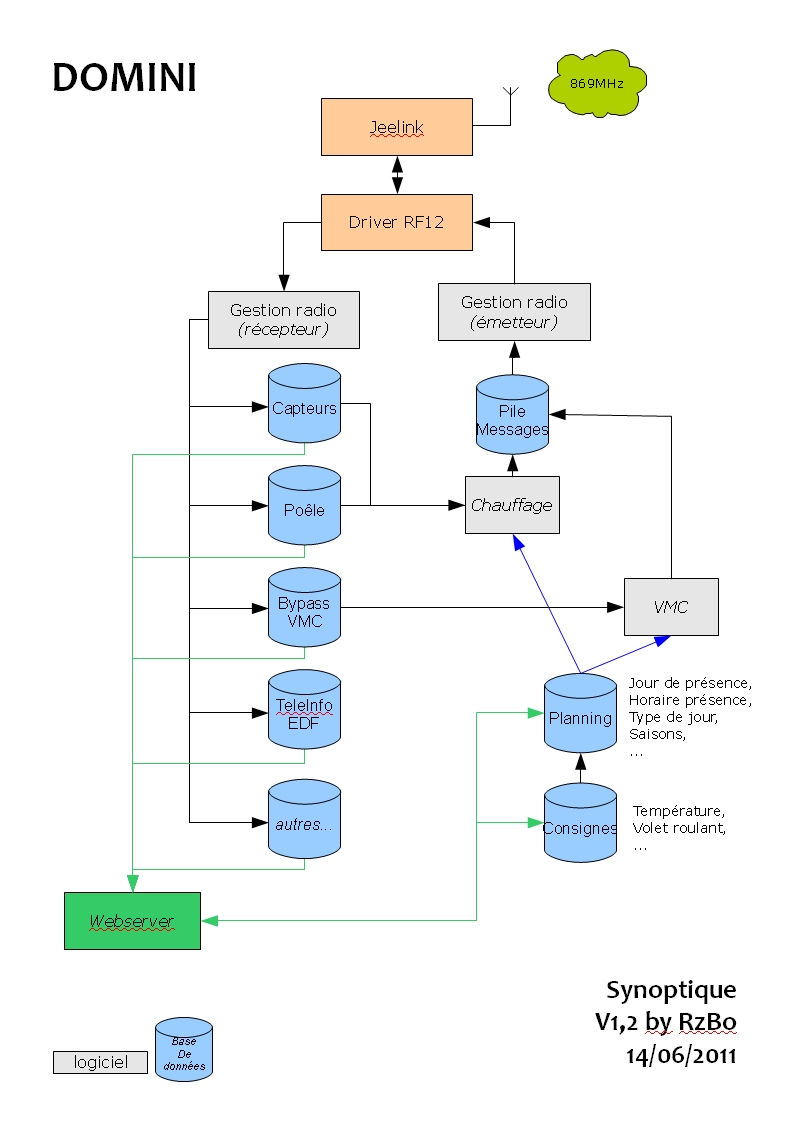 DOMINI
869MHz
Jeelink
Driver RF12
Gestion radio
(récepteur)
Gestion radio
(émetteur)
Capteurs
Pile
Messages
Poêle
Chauffage
Bypass
VMC
VMC
TeleInfo
EDF
Planning
Jour de présence,
Horaire présence,
Type de jour,
Saisons,
...
autres...
Consignes
Température,
Volet roulant,
...
Webserver
Synoptique
V1,2 by RzBo
14/06/2011
logiciel
Base
De
données